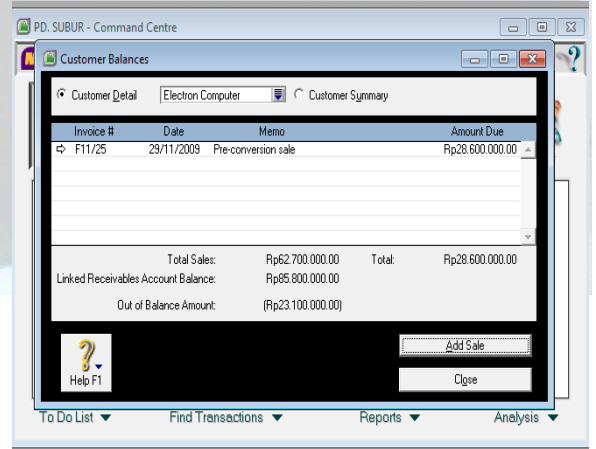 PD. SUBUR - Command Centre
Customer Balances
Customer Detail Electron Computer Customer Summary
Invoice # Date Memo Amount Due
F11/25 29/11/2009 Pre-conversion sale Rp28.600.000.00
Total Sales: Rp62.700.000.00 Total: Rp28.600.000.00
Linked Receivables Account Balance: Rp85.800.000.00
Out of Balance Amount: (Rp23.100.000.00)
Add Sale
Help F1
Close
To Do List Find Transactions Reports Analysis